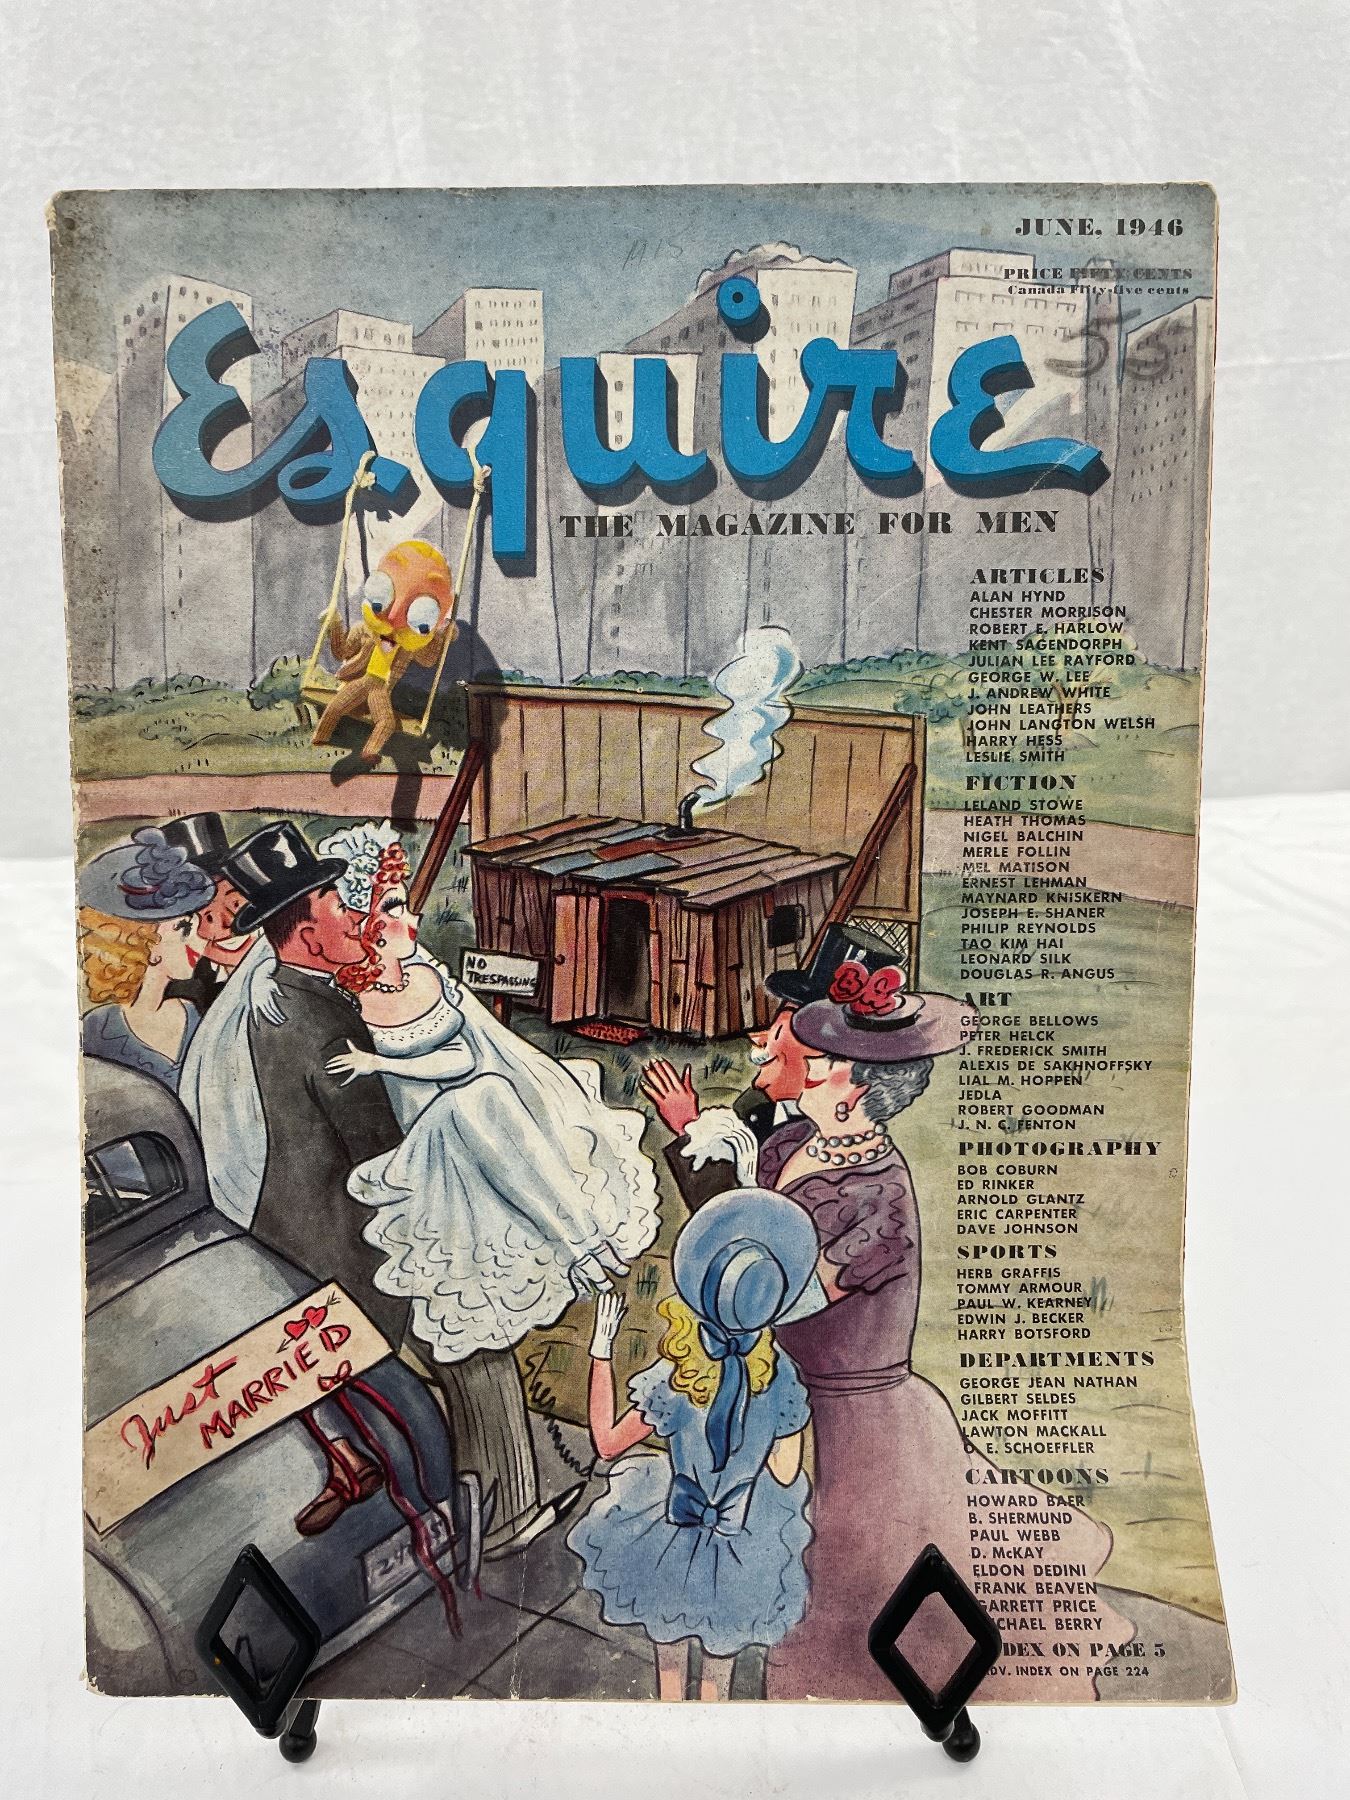 JUNE, 1946
PRICE FIFTY CENTS
Canada Fifty-five cents
55
Esquire
THE MAGAZINE FOR MEN
ARTICLES
ALAN HYND
CHESTER MORRISON
ROBERT E. HARLOW
KENT SAGENDORPH
JULIAN LEE RAYFORD
GEORGE W. LEE
J. ANDREW WHITE
JOHN LEATHERS
JOHN LANGTON WELSH
HARRY HESS
LESLIE SMITH
FICTION
LELAND STOWE
HEATH THOMAS
NIGEL BALCHIN
MERLE FOLLIN
MEL MATISON
ERNEST LEHMAN
MAYNARD KNISKERN
JOSEPH E. SHANER
PHILIP REYNOLDS
TAO KIM HAI
LEONARD SILK
DOUGLAS R. ANGUS
ART
GEORGE BELLOWS
PETER HELCK
J. FREDERICK SMITH
ALEXIS DE SAKHNOFFSKY
LIAL M. HOPPEN
JEDLA
ROBERT GOODMAN
J. N. C. FENTON
PHOTOGRAPHY
BOB COBURN
ED RINKER
ARNOLD GLANTZ
ERIC CARPENTER
DAVE JOHNSON
SPORTS
HERB GRAFFIS
TOMMY ARMOUR
PAUL W. KEARNEY
EDWIN J. BECKER
HARRY BOTSFORD
DEPARTMENTS
GEORGE JEAN NATHAN
GILBERT SELDES
JACK MOFFITT
LAWTON MACKALL
O. E. SCHOEFFLER
CARTOONS
HOWARD BAER
B. SHERMUND
PAUL WEBB
D. McKAY
ELDON DEDINI
FRANK BEAVEN
GARRETT PRICE
CHAEL BERRY
DEX ON PAGE 5
ADV. INDEX ON PAGE 224
NO
TRESPASSING
Just
MARRIED
Shermund